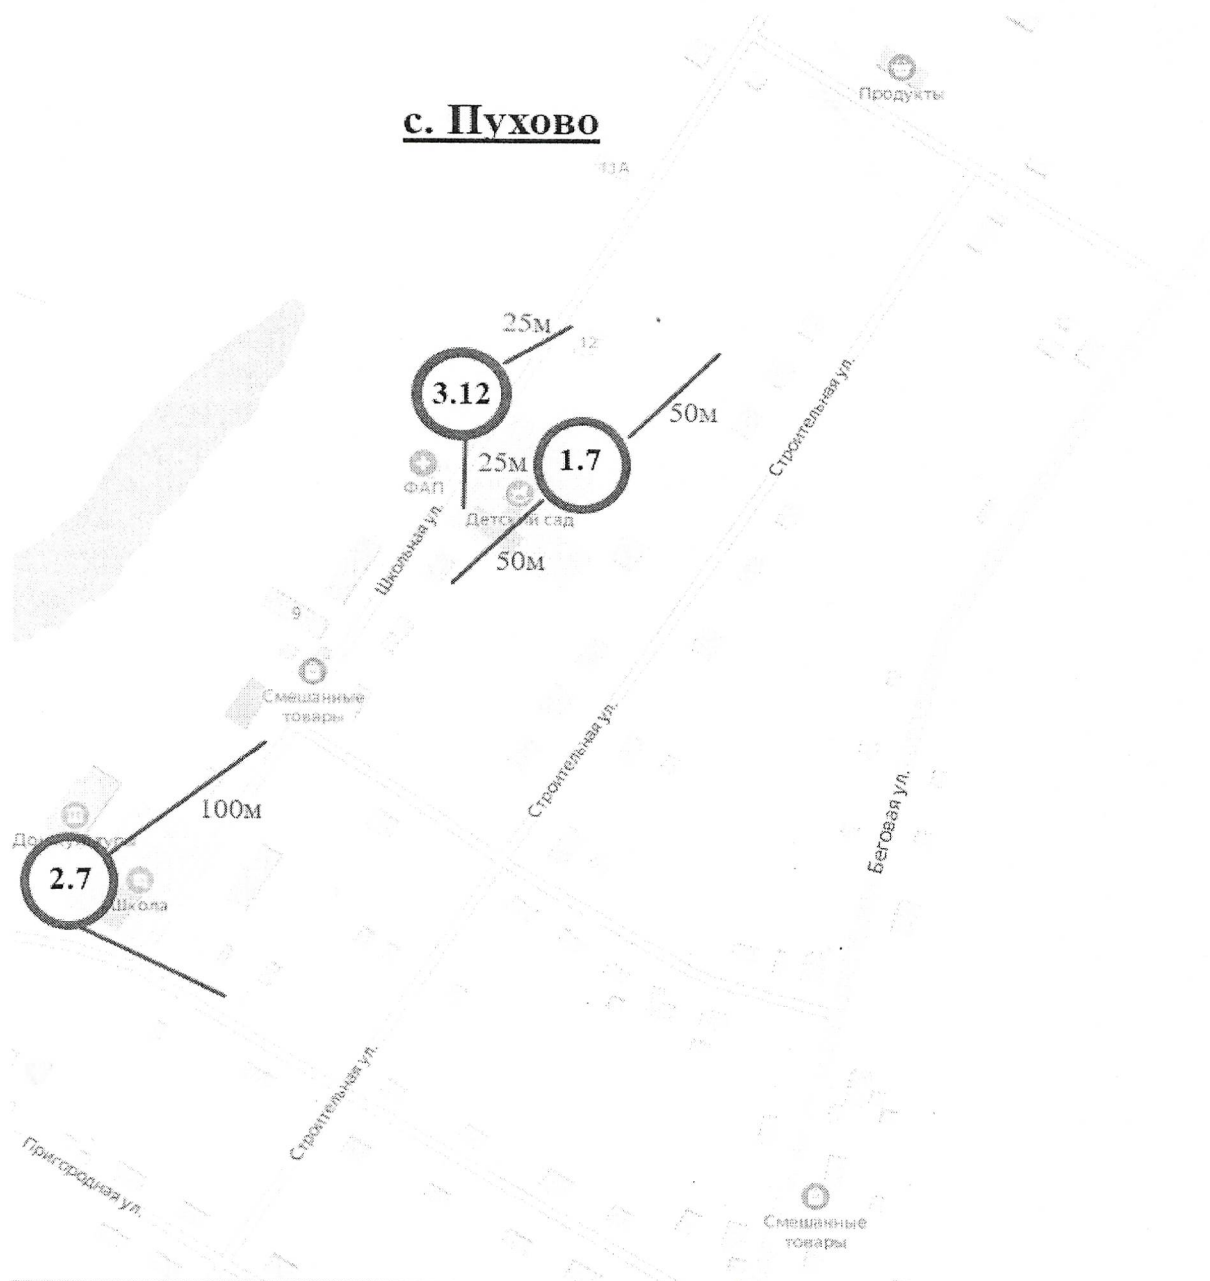 Продукты
с. Пухово
25м
12
3.12
50м
1.7
25м
ФАП
Детский сад
50м
Школьная ул.
Строительная ул.
9
Смешанные
товары
100м
Строительная ул.
Беговая ул.
2.7
Школа
Строительная ул.
Пригородная ул.
Смешанные
товары